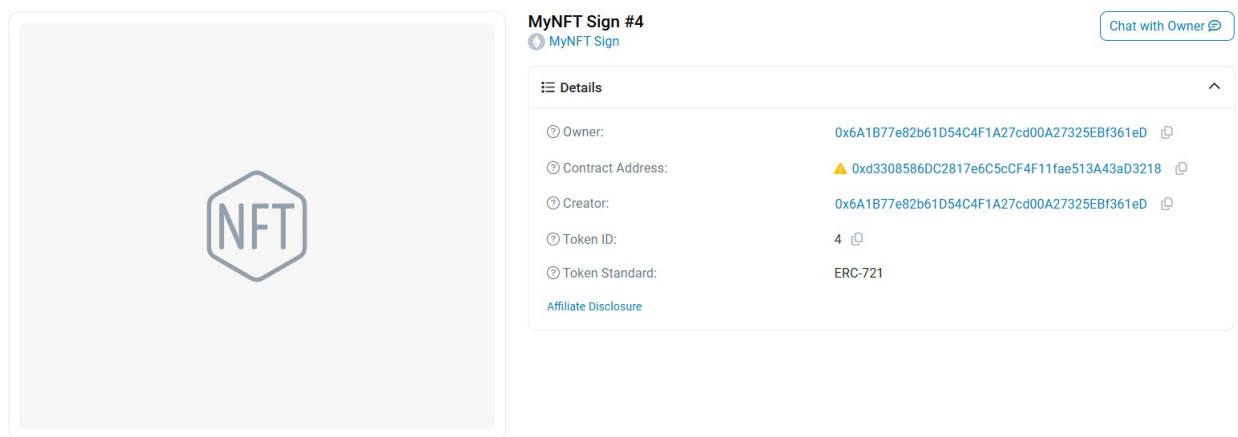 NFT
MyNFT Sign #4
MyNFT Sign
Chat with Owner
Details
Owner:
0x6A1B77e82b61D54C4F1A27cd00A27325EBf361eD
Contract Address:
0xd3308586DC2817e6C5cCF4F11fae513A43aD3218
Creator:
0x6A1B77e82b61D54C4F1A27cd00A27325EBf361eD
Token ID:
4
Token Standard:
ERC-721
Affiliate Disclosure